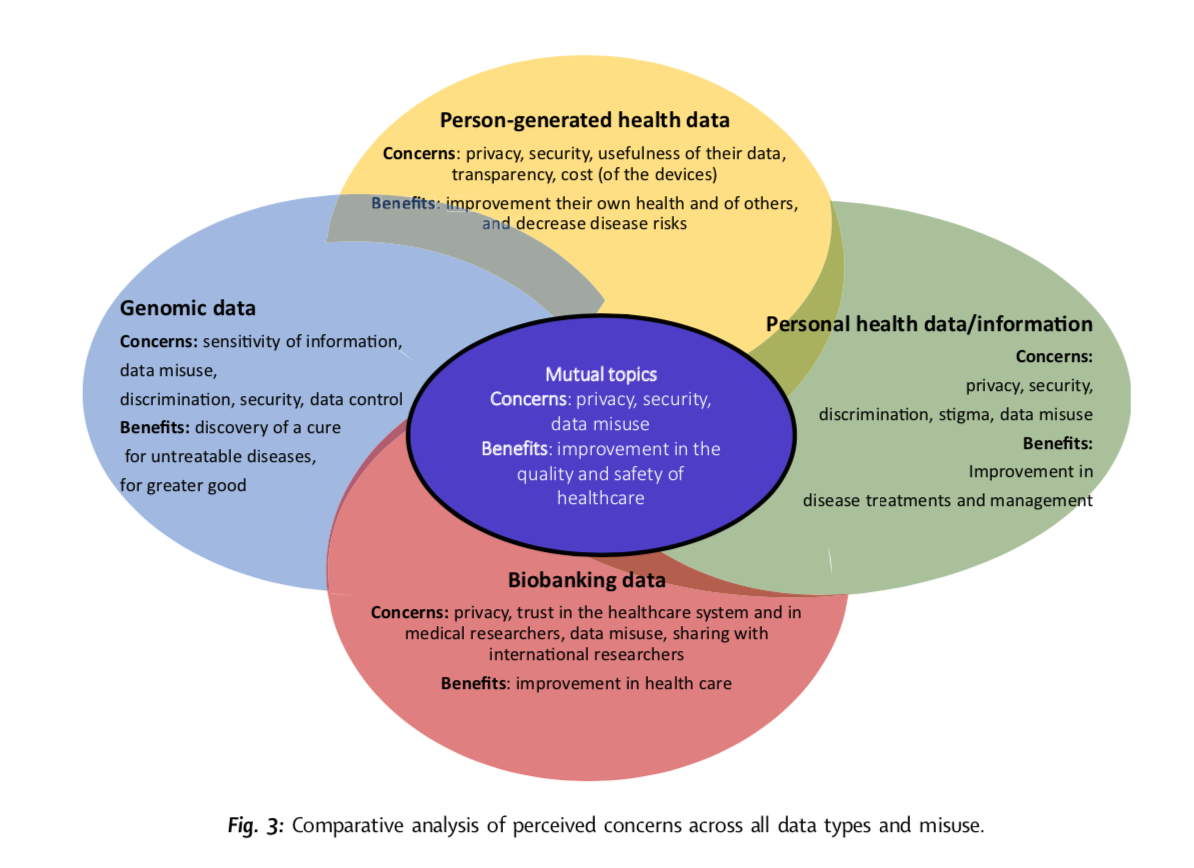 Person-generated health data
Concerns: privacy, security, usefulness of their data,
transparency, cost (of the devices)
Benefits: improvement their own health and of others,
and decrease disease risks
Genomic data
Concerns: sensitivity of information,
data misuse,
discrimination, security, data control
Benefits: discovery of a cure
for untreatable diseases,
for greater good
Mutual topics
Concerns: privacy, security,
data misuse
Benefits: improvement in the
quality and safety of
healthcare
Personal health data/information
Concerns:
privacy, security,
discrimination, stigma, data misuse
Benefits:
Improvement in
disease treatments and management
Biobanking data
Concerns: privacy, trust in the healthcare system and in
medical researchers, data misuse, sharing with
international researchers
Benefits: improvement in health care
Fig. 3: Comparative analysis of perceived concerns across all data types and misuse.